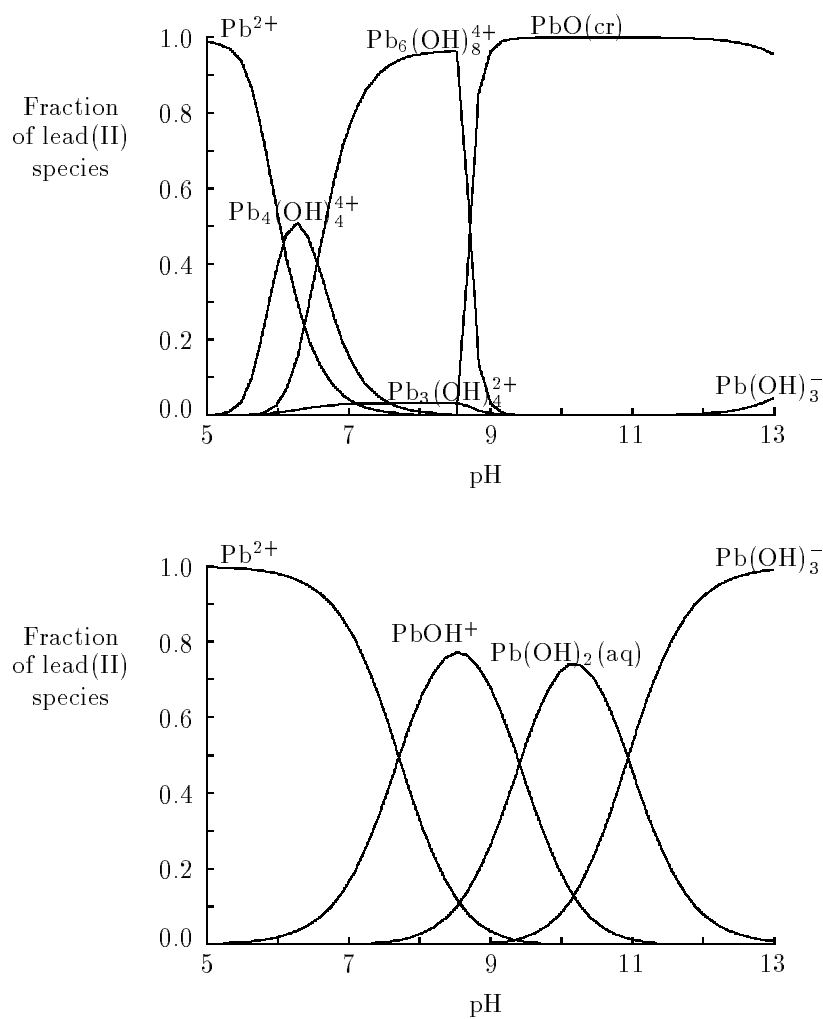 Pb²⁺
Pb₆(OH)₈⁴⁺
PbO(cr)
1.0
Fraction
of lead(II)
species
0.8
0.6
Pb₄(OH)₄⁴⁺
0.4
0.2
Pb₃(OH)₄²⁺
Pb(OH)₃⁻
0.0
5 7 9 11 13
pH
Pb²⁺
Pb(OH)₃⁻
1.0
Fraction
of lead(II)
species
0.8
PbOH⁺
Pb(OH)₂(aq)
0.6
0.4
0.2
0.0
5 7 9 11 13
pH